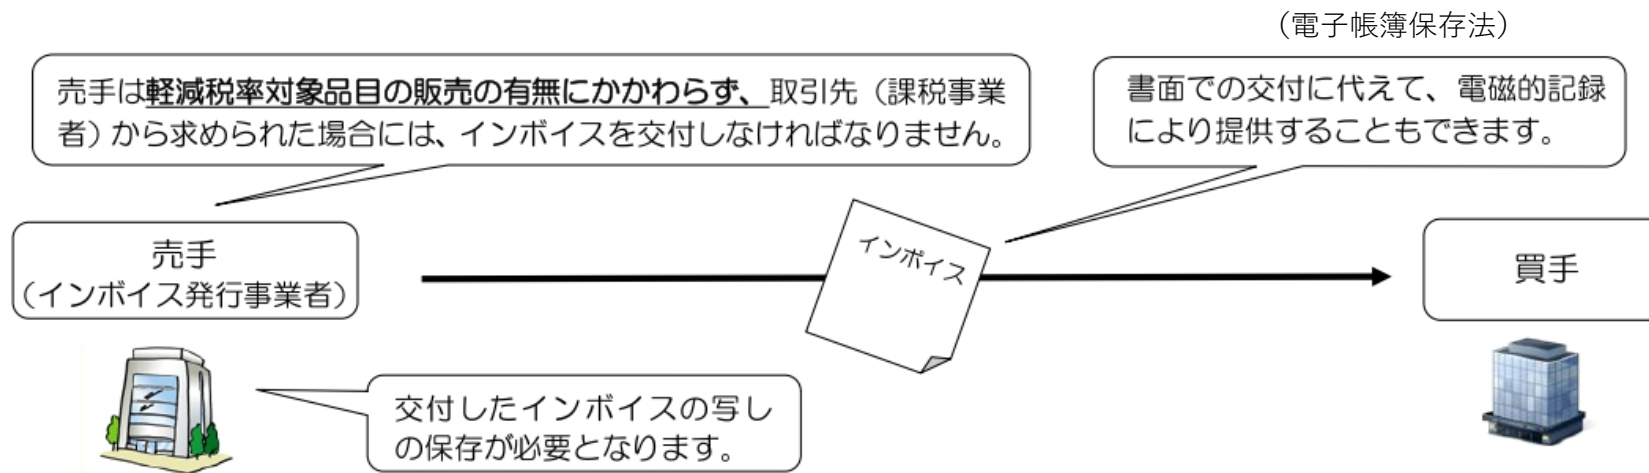 （電子帳簿保存法）
売手は軽減税率対象品目の販売の有無にかかわらず、取引先（課税事業
者）から求められた場合には、インボイスを交付しなければなりません。
書面での交付に代えて、電磁的記録
により提供することもできます。
売手
（インボイス発行事業者）
インボイス
買手
交付したインボイスの写し
の保存が必要となります。